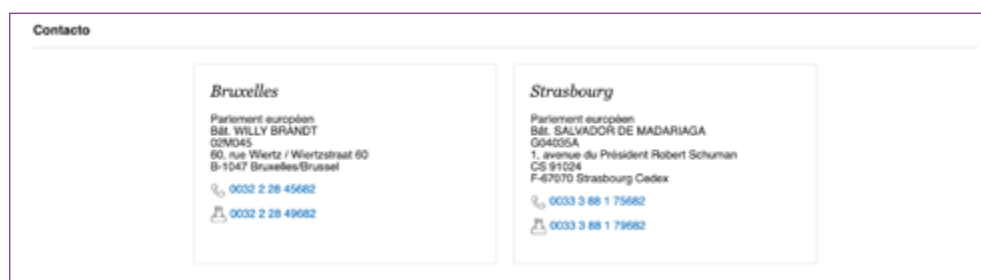 Contacto
Bruxelles
Parlement européen
Bât. WILLY BRANDT
02M045
60, rue Wiertz / Wiertzstraat 60
B-1047 Bruxelles/Brussel
0032 2 28 45682
0032 2 28 49682
Strasbourg
Parlement européen
Bât. SALVADOR DE MADARIAGA
G04035A
1, avenue du Président Robert Schuman
CS 91024
F-67070 Strasbourg Cedex
0033 3 88 1 75682
0033 3 88 1 79682